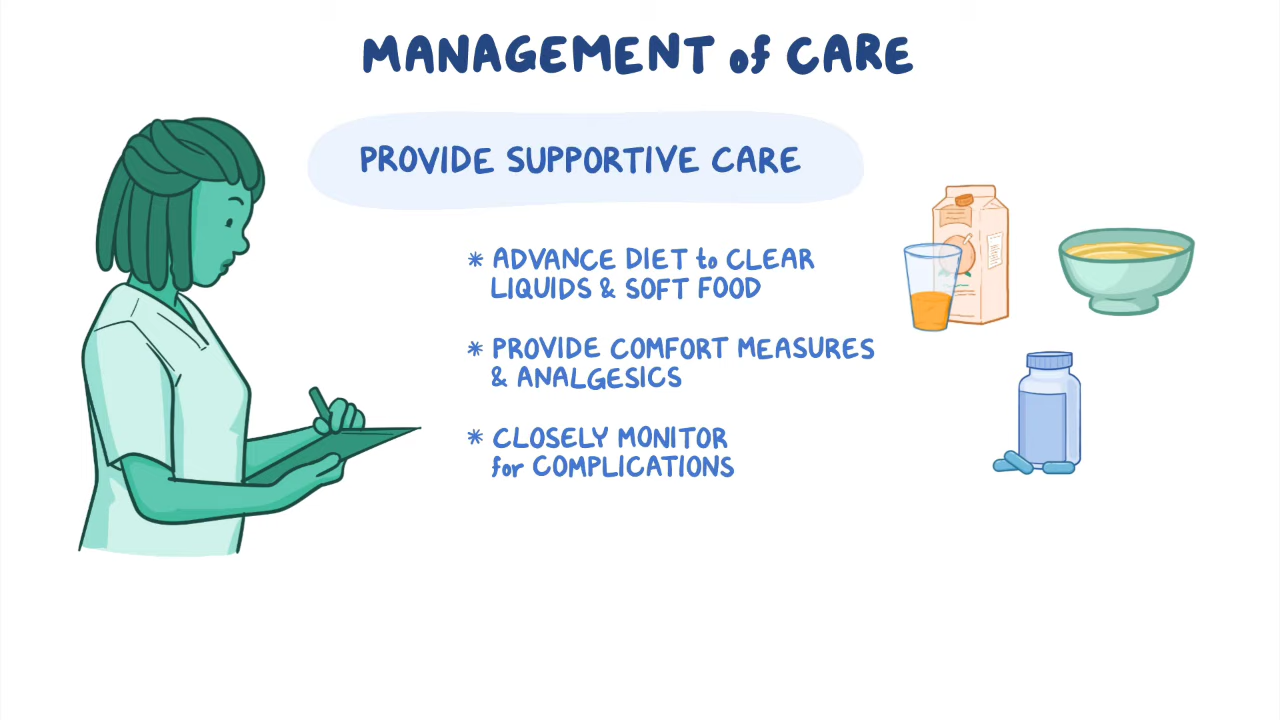 MANAGEMENT of CARE
PROVIDE SUPPORTIVE CARE
* ADVANCE DIET to CLEAR
LIQUIDS & SOFT FOOD
* PROVIDE COMFORT MEASURES
& ANALGESICS
* CLOSELY MONITOR
for COMPLICATIONS